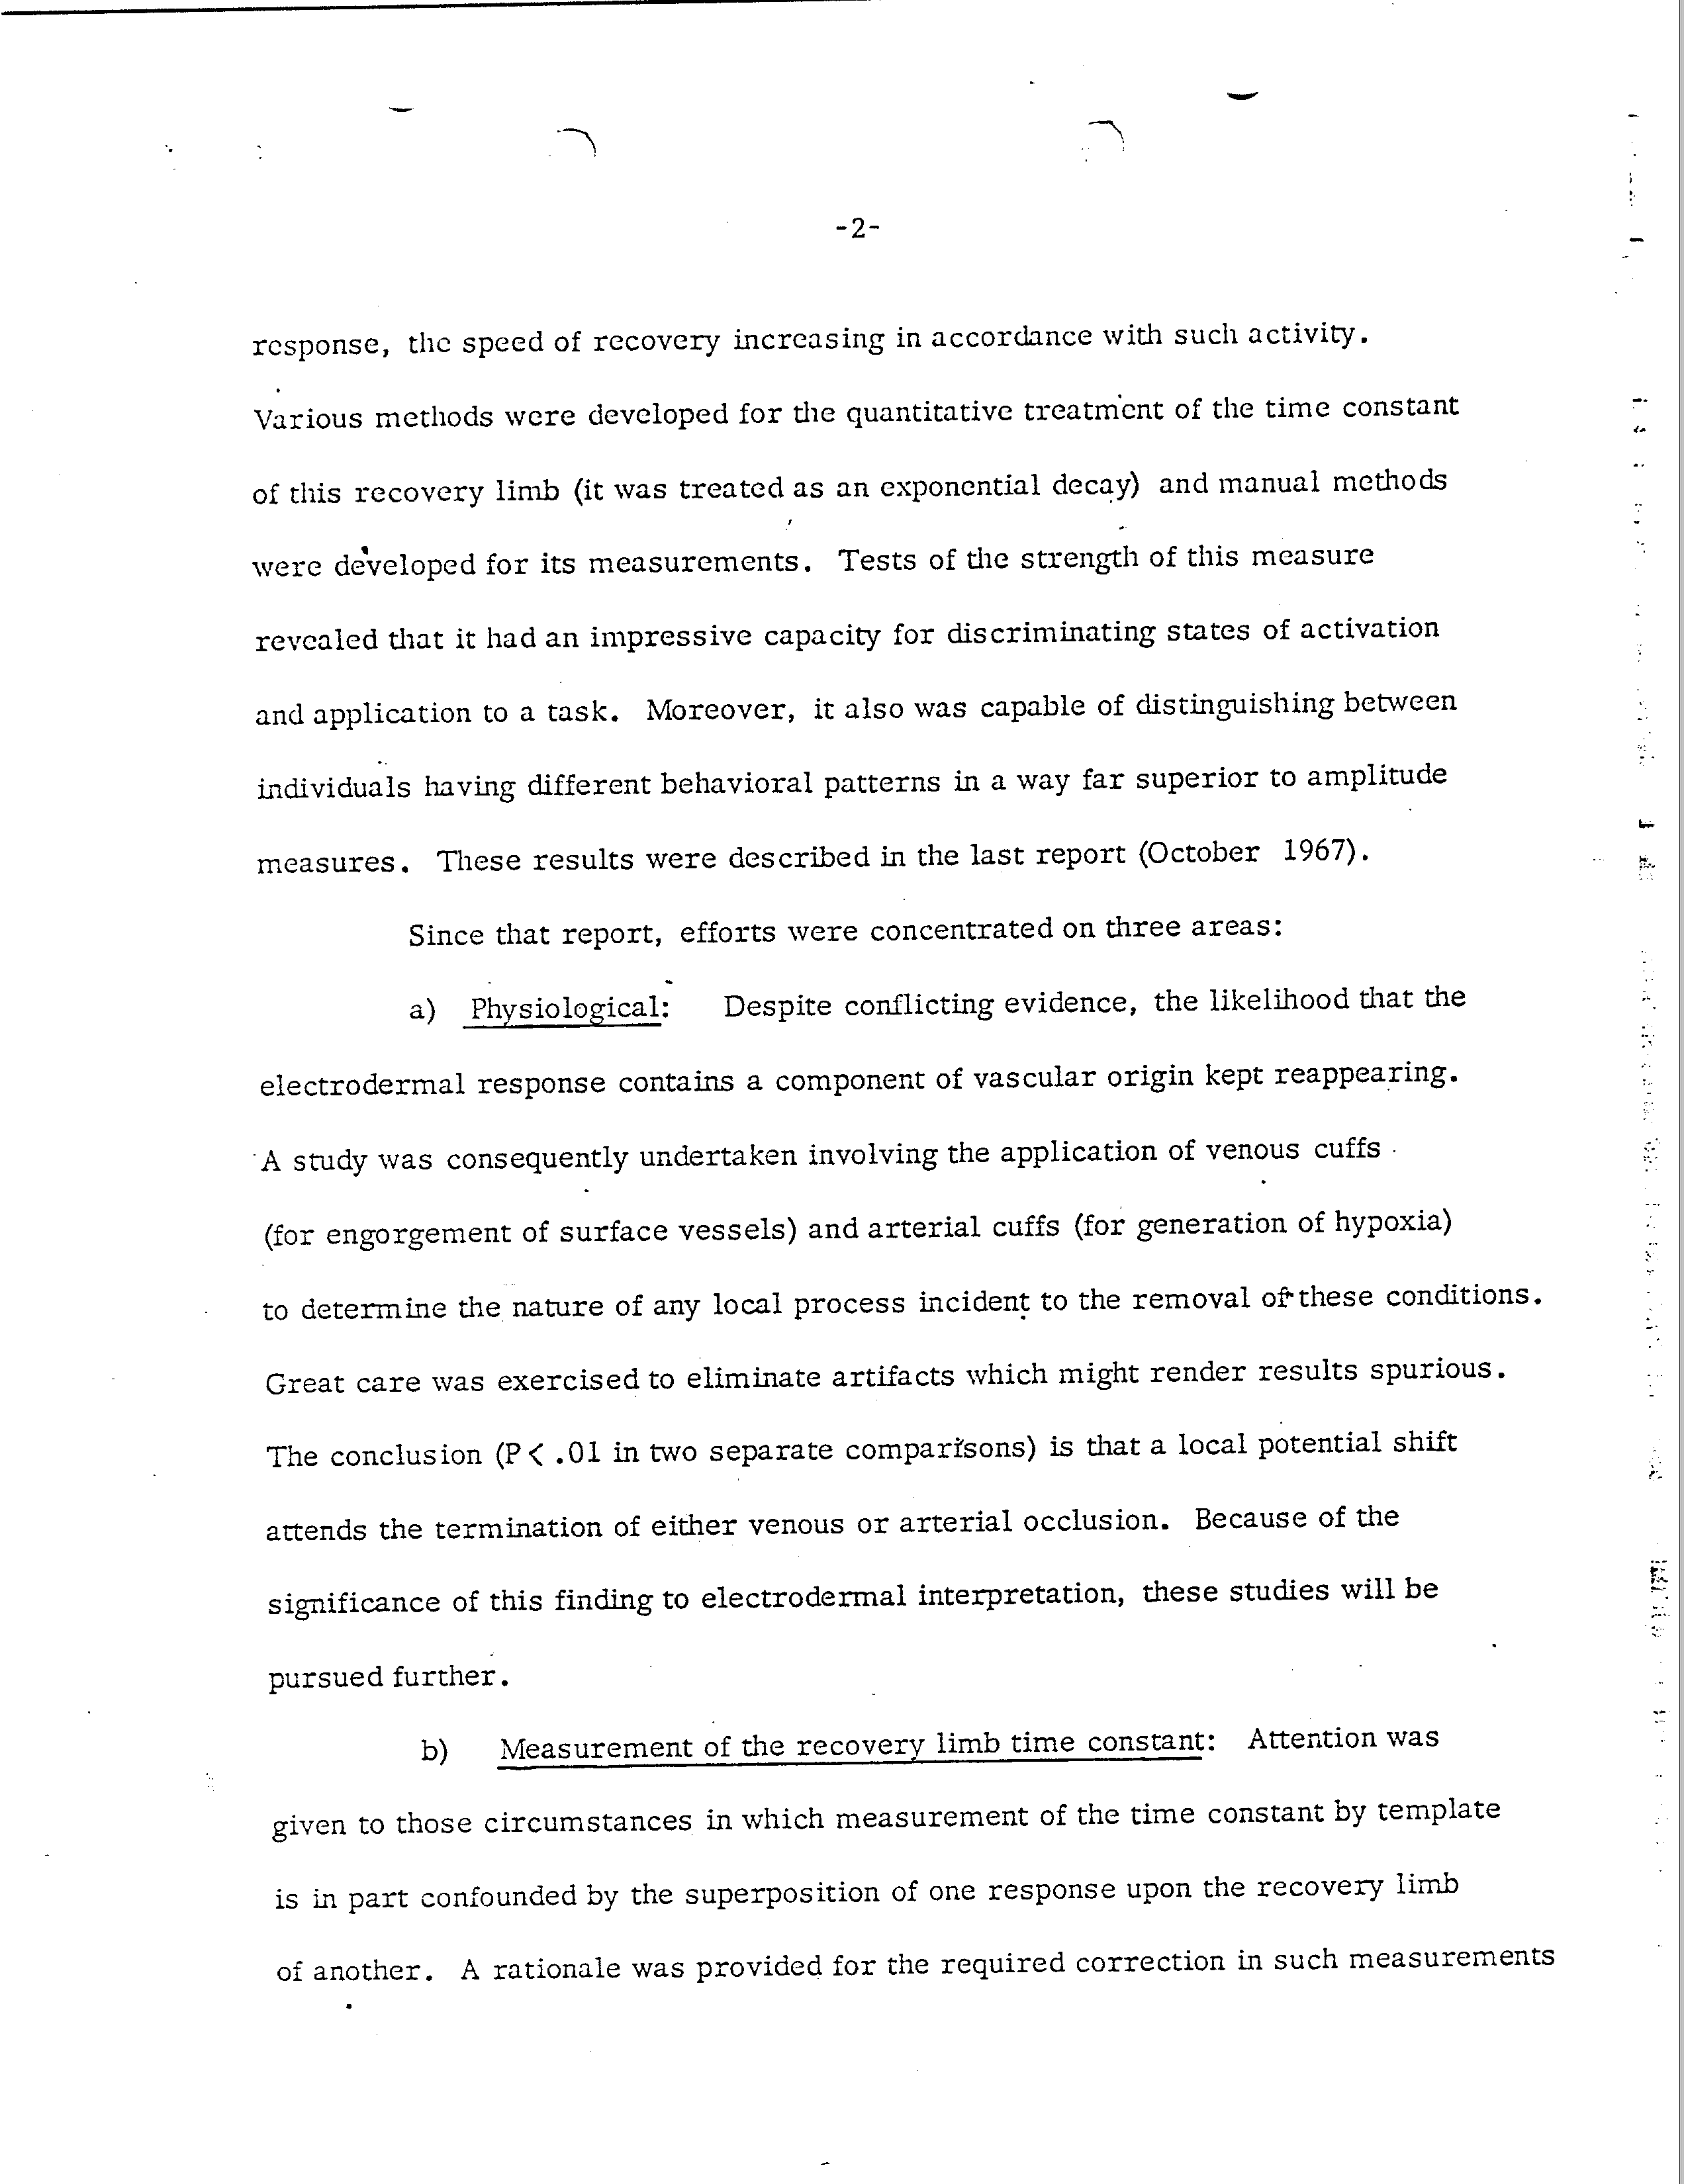 -2-
response, the speed of recovery increasing in accordance with such activity.
Various methods were developed for the quantitative treatment of the time constant
of this recovery limb (it was treated as an exponential decay) and manual methods
were developed for its measurements. Tests of the strength of this measure
revealed that it had an impressive capacity for discriminating states of activation
and application to a task. Moreover, it also was capable of distinguishing between
individuals having different behavioral patterns in a way far superior to amplitude
measures. These results were described in the last report (October 1967).
Since that report, efforts were concentrated on three areas:
a) Physiological: Despite conflicting evidence, the likelihood that the
electrodermal response contains a component of vascular origin kept reappearing.
A study was consequently undertaken involving the application of venous cuffs
(for engorgement of surface vessels) and arterial cuffs (for generation of hypoxia)
to determine the nature of any local process incident to the removal of these conditions.
Great care was exercised to eliminate artifacts which might render results spurious.
The conclusion (P < .01 in two separate comparisons) is that a local potential shift
attends the termination of either venous or arterial occlusion. Because of the
significance of this finding to electrodermal interpretation, these studies will be
pursued further.
b) Measurement of the recovery limb time constant: Attention was
given to those circumstances in which measurement of the time constant by template
is in part confounded by the superposition of one response upon the recovery limb
of another. A rationale was provided for the required correction in such measurements